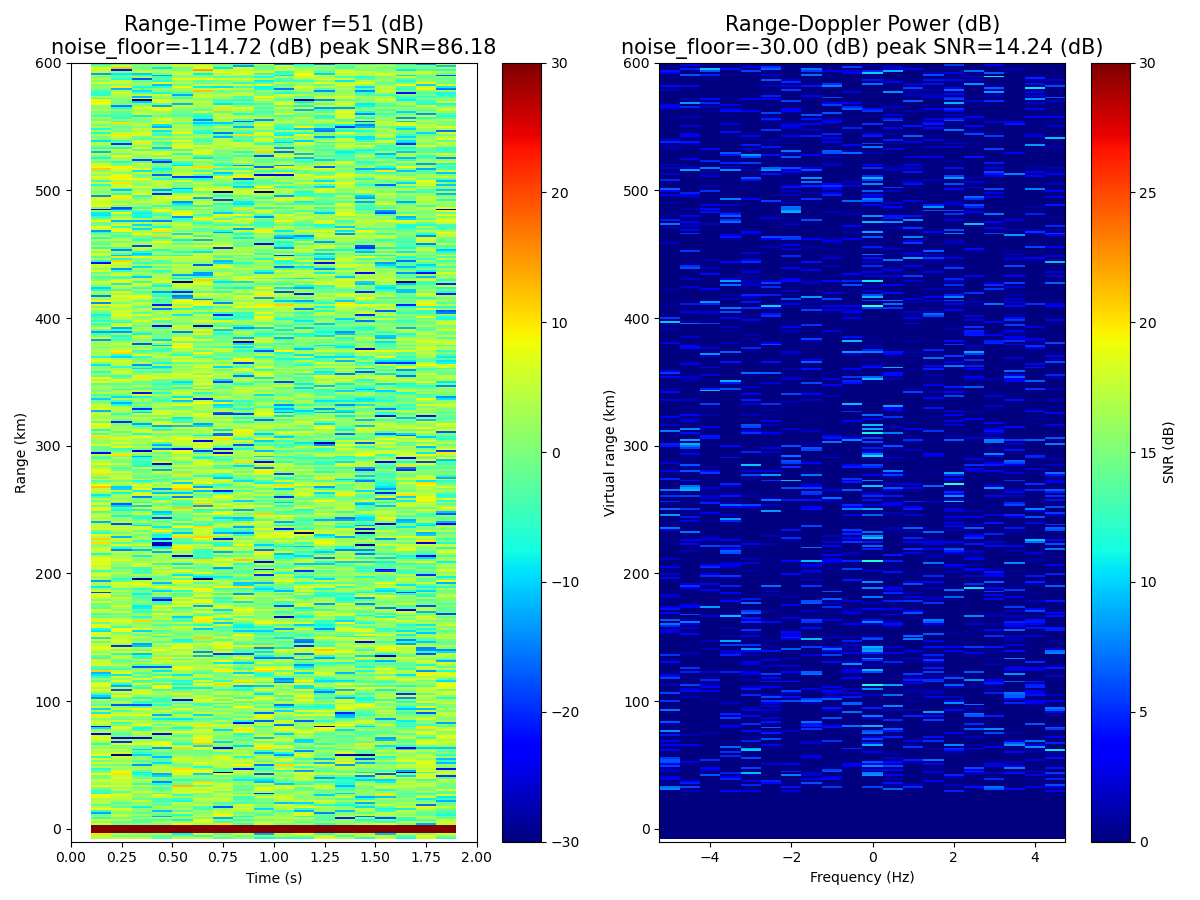 Range-Time Power f=51 (dB)
noise_floor=-114.72 (dB) peak SNR=86.18
600
500
400
300
200
100
0
Range (km)
0.00 0.25 0.50 0.75 1.00 1.25 1.50 1.75 2.00
Time (s)
30
20
10
0
−10
−20
−30
Range-Doppler Power (dB)
noise_floor=-30.00 (dB) peak SNR=14.24 (dB)
600
500
400
300
200
100
0
Virtual range (km)
−4 −2 0 2 4
Frequency (Hz)
30
25
20
15
10
5
0
SNR (dB)